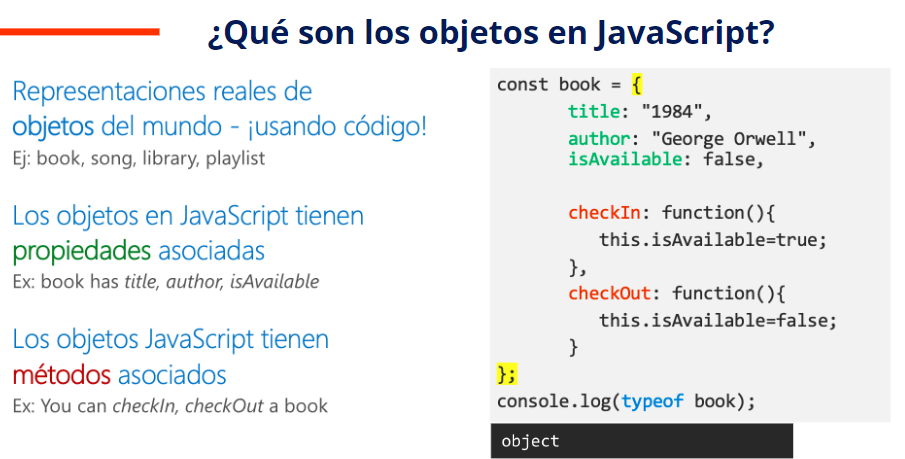 ¿Qué son los objetos en JavaScript?
Representaciones reales de
objetos del mundo - ¡usando código!
Ej: book, song, library, playlist
Los objetos en JavaScript tienen
propiedades asociadas
Ex: book has title, author, isAvailable
Los objetos JavaScript tienen
métodos asociados
Ex: You can checkIn, checkOut a book
const book = {
title: "1984",
author: "George Orwell",
isAvailable: false,
checkIn: function(){
this.isAvailable=true;
},
checkOut: function(){
this.isAvailable=false;
}
};
console.log(typeof book);
object